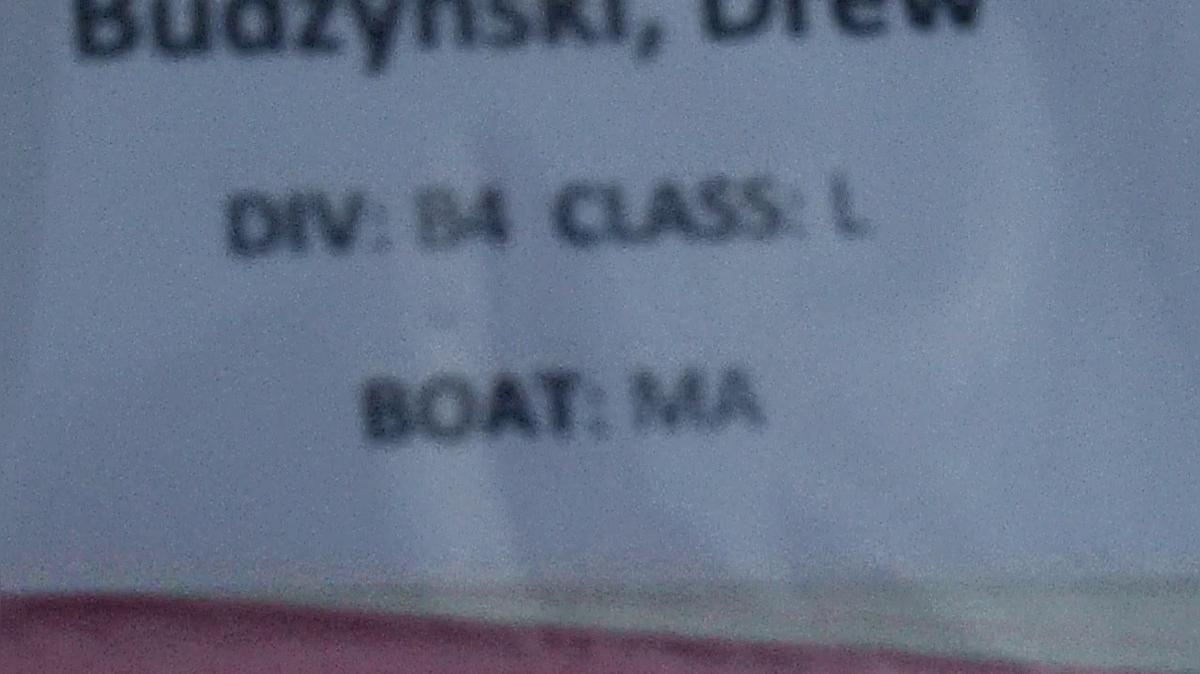 Budzynski, Drew
DIV: B4 CLASS: L
BOAT: MA